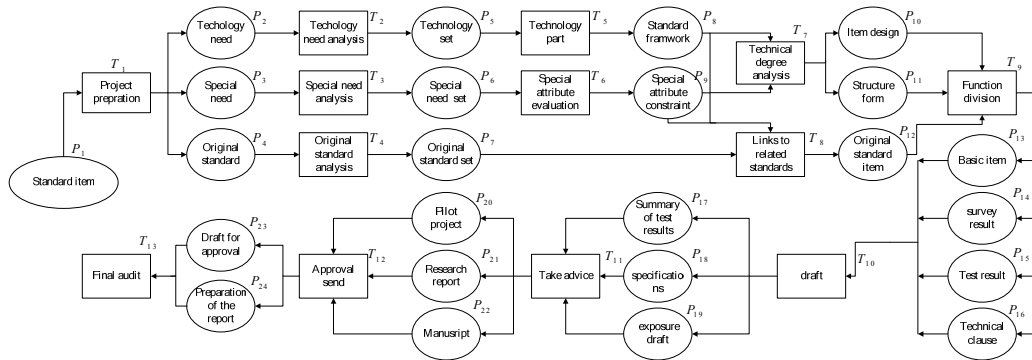 P1
Standard item
T1
Project prepration
P2
Techology need
T2
Techology need analysis
P5
Technology set
T5
Technology part
P8
Standard framwork
T7
Technical degree analysis
P10
Item design
T9
Function division
P3
Special need
T3
Special need analysis
P6
Special need set
T6
Special attribute evaluation
P9
Special attribute constraint
P11
Structure form
P4
Original standard
T4
Original standard analysis
P7
Original standard set
T8
Links to related standards
P12
Original standard item
P13
Basic item
P14
survey result
P15
Test result
P16
Technical clause
T10
draft
P17
Summary of test results
P18
specifications
P19
exposure draft
T11
Take advice
P20
Pilot project
P21
Research report
P22
Manusript
T12
Approval send
P23
Draft for approval
P24
Preparation of the report
T13
Final audit